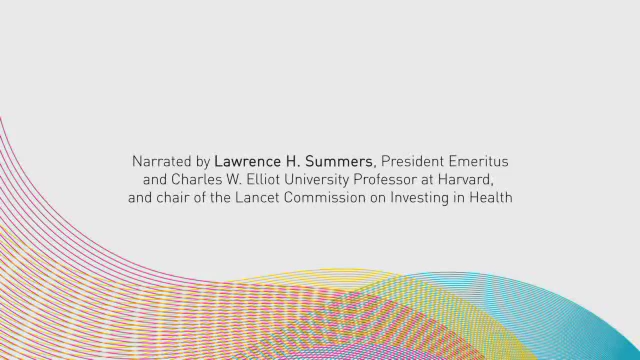 Narrated by Lawrence H. Summers, President Emeritus
and Charles W. Elliot University Professor at Harvard,
and chair of the Lancet Commission on Investing in Health